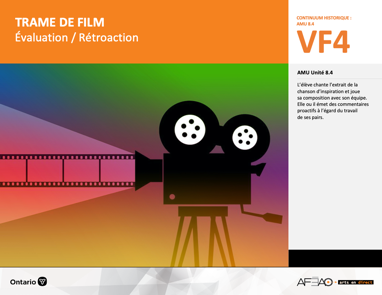 TRAME DE FILM
Évaluation / Rétroaction
CONTINUUM HISTORIQUE :
AMU 8.4
VF4
AMU Unité 8.4
L'élève chante l'extrait de la
chanson d'inspiration et joue
sa composition avec son équipe.
Elle ou il émet des commentaires
proactifs à l'égard du travail
de ses pairs.
Ontario
AFEAO
arts en direct